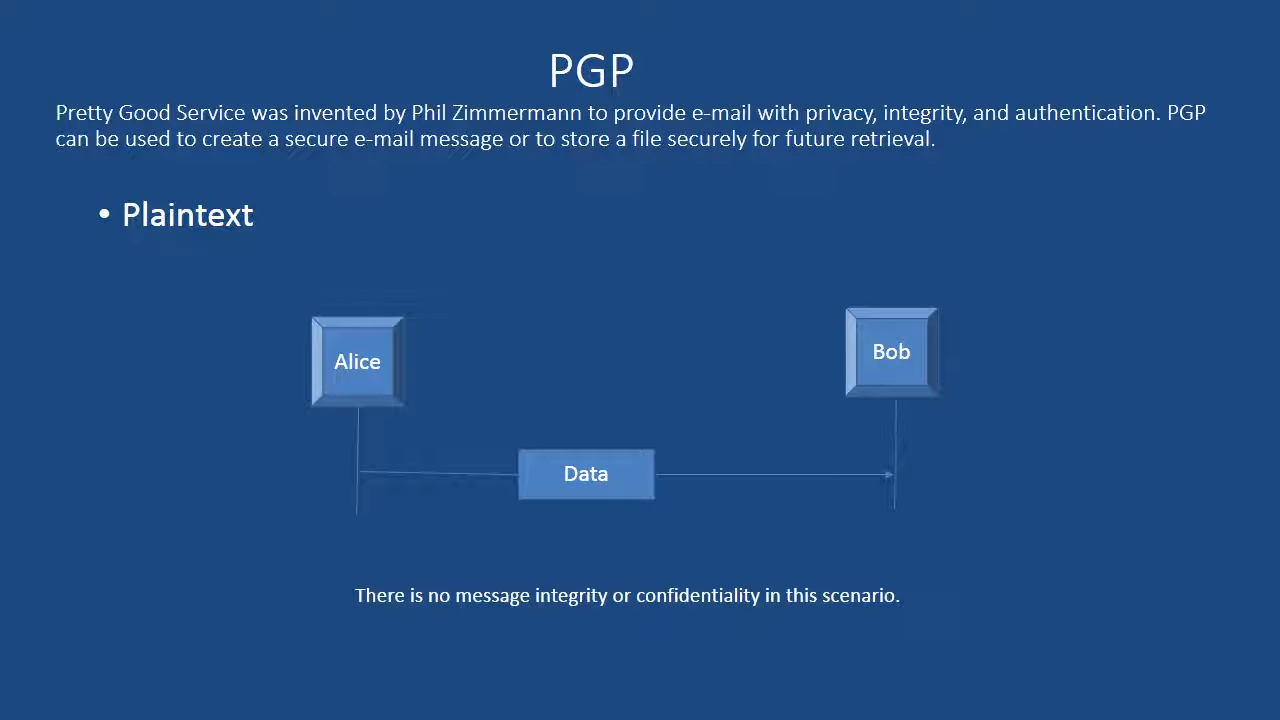 PGP
Pretty Good Service was invented by Phil Zimmermann to provide e-mail with privacy, integrity, and authentication. PGP
can be used to create a secure e-mail message or to store a file securely for future retrieval.
• Plaintext
Alice
Bob
Data
There is no message integrity or confidentiality in this scenario.